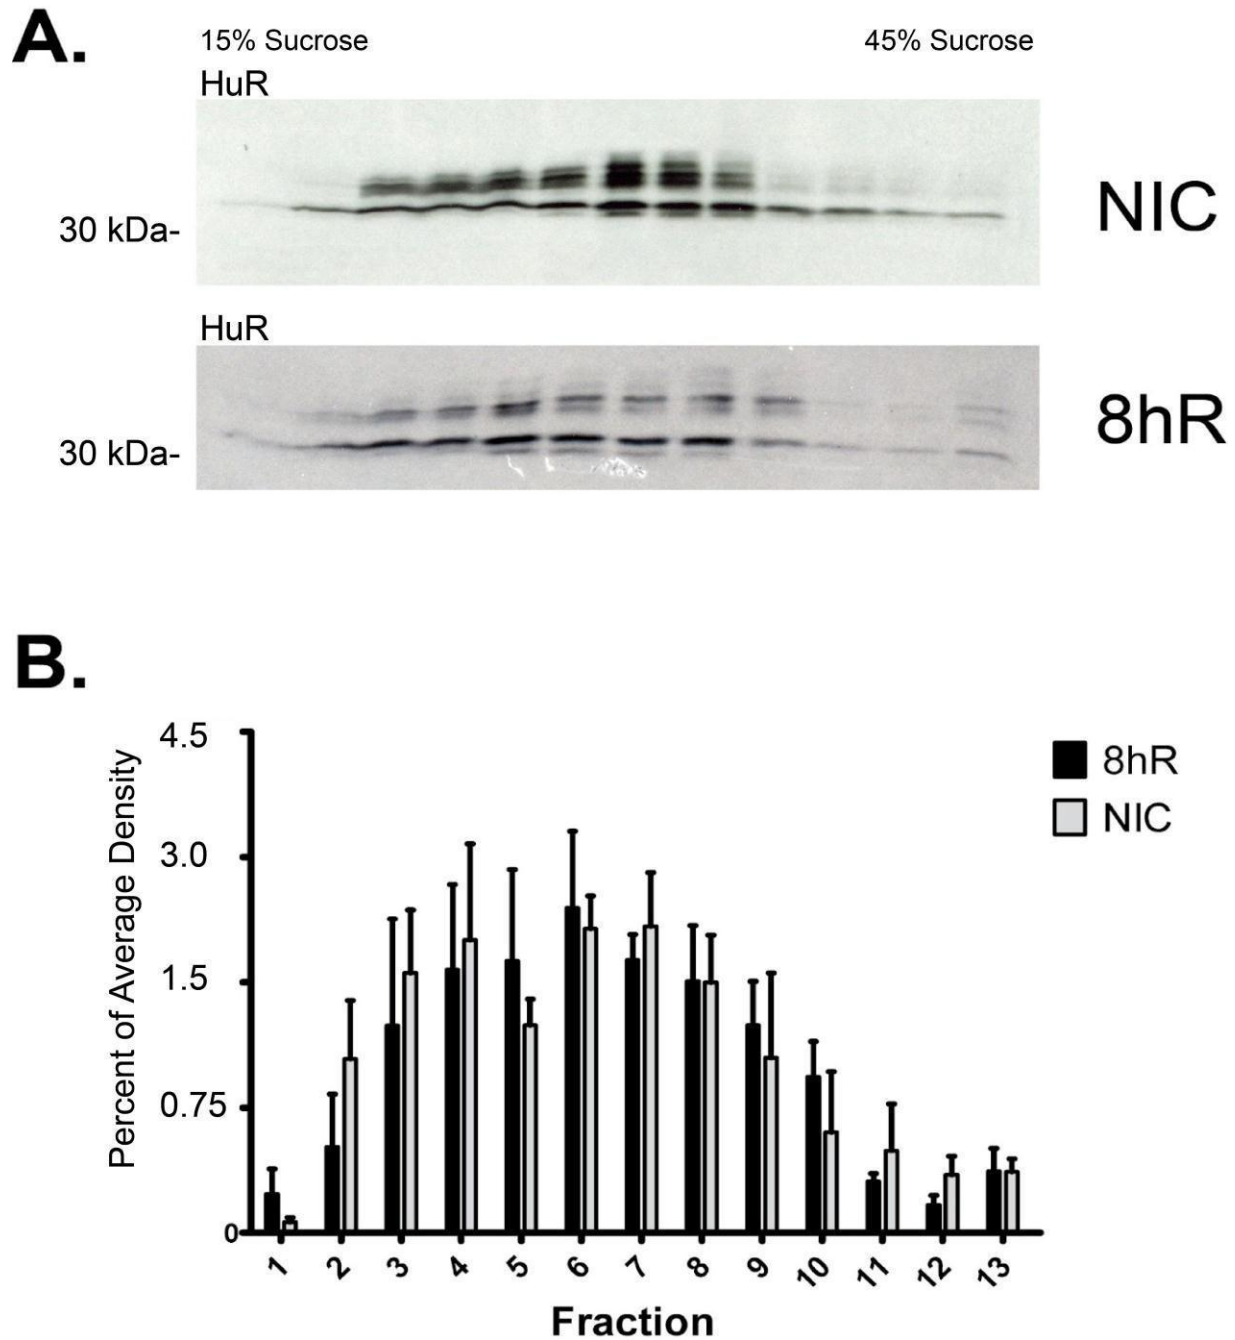 A.
15% Sucrose 45% Sucrose
HuR
30 kDa-
NIC
HuR
30 kDa-
8hR
B.
Percent of Average Density
4.5
3.0
1.5
0.75
0
8hR
NIC
1 2 3 4 5 6 7 8 9 10 11 12 13
Fraction